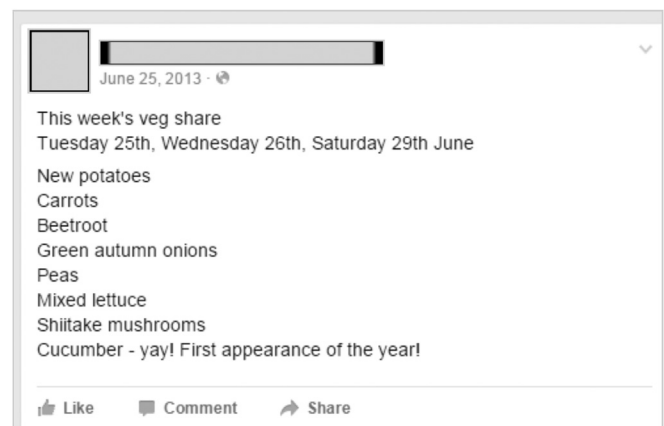 June 25, 2013 ·
This week's veg share
Tuesday 25th, Wednesday 26th, Saturday 29th June
New potatoes
Carrots
Beetroot
Green autumn onions
Peas
Mixed lettuce
Shiitake mushrooms
Cucumber - yay! First appearance of the year!
Like Comment Share